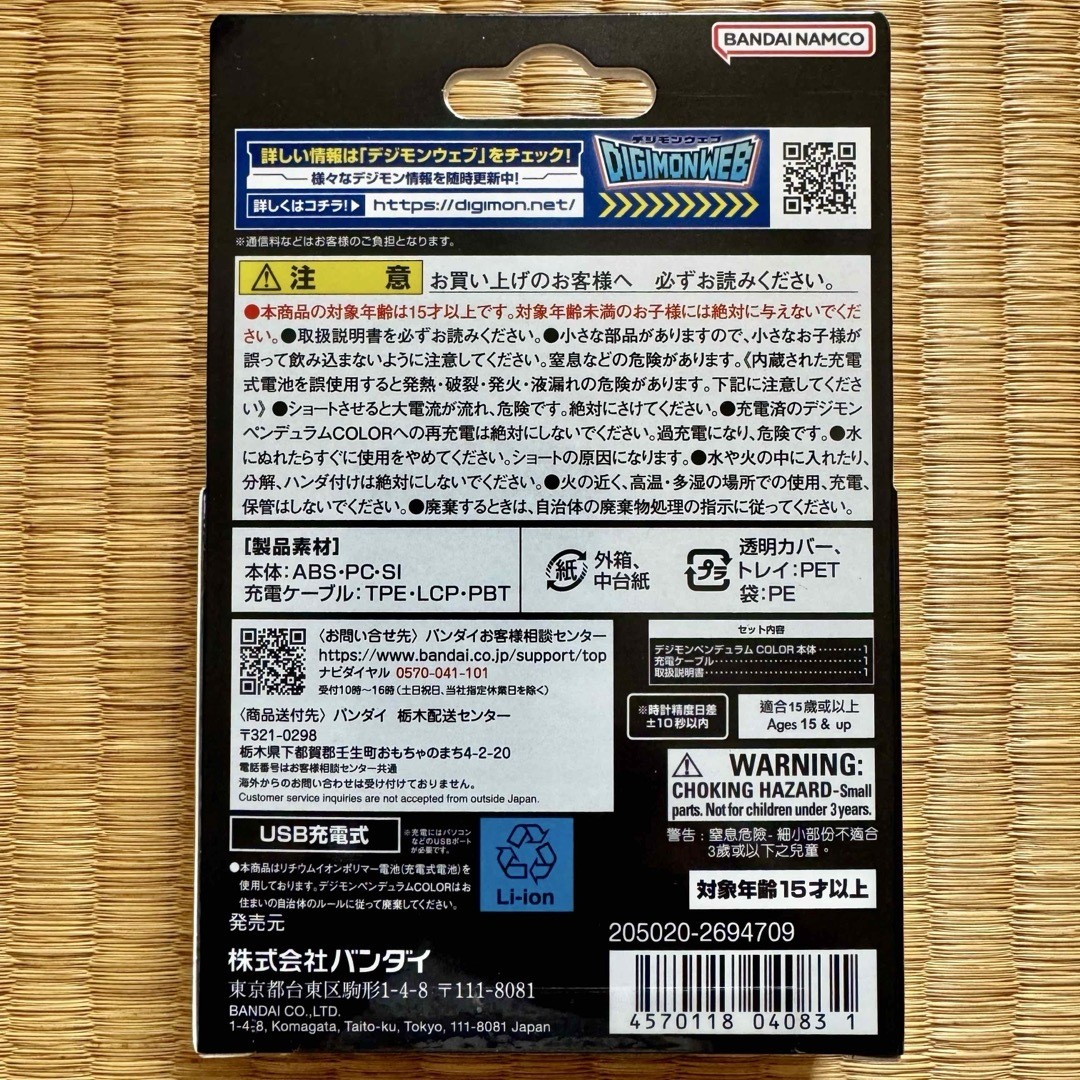 BANDAI NAMCO
詳しい情報は「デジモンウェブ」をチェック!
様々なデジモン情報を随時更新中!
詳しくはコチラ!▶ https://digimon.net/
デジモンウェブ
DIGIMONWEB
※通信料などはお客様のご負担となります。
注 意 お買い上げのお客様へ 必ずお読みください。
●本商品の対象年齢は15才以上です。対象年齢未満のお子様には絶対に与えないでくだ
さい。●取扱説明書を必ずお読みください。●小さな部品がありますので、小さなお子様が
誤って飲み込まないように注意してください。窒息などの危険があります。《内蔵された充電
式電池を誤使用すると発熱・破裂・発火・液漏れの危険があります。下記に注意してくださ
い》●ショートさせると大電流が流れ、危険です。絶対にさけてください。●充電済のデジモン
ペンデュラムCOLORへの再充電は絶対にしないでください。過充電になり、危険です。●水
にぬれたらすぐに使用をやめてください。ショートの原因になります。●水や火の中に入れたり、
分解、ハンダ付けは絶対にしないでください。●火の近く、高温・多湿の場所での使用、充電、
保管はしないでください。●廃棄するときは、自治体の廃棄物処理の指示に従ってください。
[製品素材]
本体:ABS・PC・SI
充電ケーブル:TPE・LCP・PBT
紙
外箱、
中台紙
プラ
透明カバー、
トレイ:PET
袋:PE
〈お問い合せ先〉バンダイお客様相談センター
https://www.bandai.co.jp/support/top
ナビダイヤル 0570-041-101
受付10時〜16時(土日祝日、当社指定休業日を除く)
〈商品送付先〉バンダイ 栃木配送センター
〒321-0298
栃木県下都賀郡壬生町おもちゃのまち4-2-20
電話番号はお客様相談センター共通
海外からのお問い合わせは受け付けておりません。
Customer service inquiries are not accepted from outside Japan.
セット内容
デジモンペンデュラム COLOR 本体………1
充電ケーブル………1
取扱説明書………1
※時計精度日差
±10秒以内
適合15歲或以上
Ages 15 & up
WARNING:
CHOKING HAZARD-Small
parts. Not for children under 3 years.
警告:窒息危險-細小部份不適合
3歲或以下之兒童。
対象年齢15才以上
USB充電式
※充電にはパソコン
などのUSBポート
が必要です。
●本商品はリチウムイオンポリマー電池(充電式電池)を
使用しております。デジモンペンデュラムCOLORはお
住まいの自治体のルールに従って廃棄してください。
Li-ion
発売元
株式会社バンダイ
東京都台東区駒形1-4-8 〒111-8081
BANDAI CO.,LTD.
1-4-8, Komagata, Taito-ku, Tokyo, 111-8081 Japan
205020-2694709
4570118 04083 1